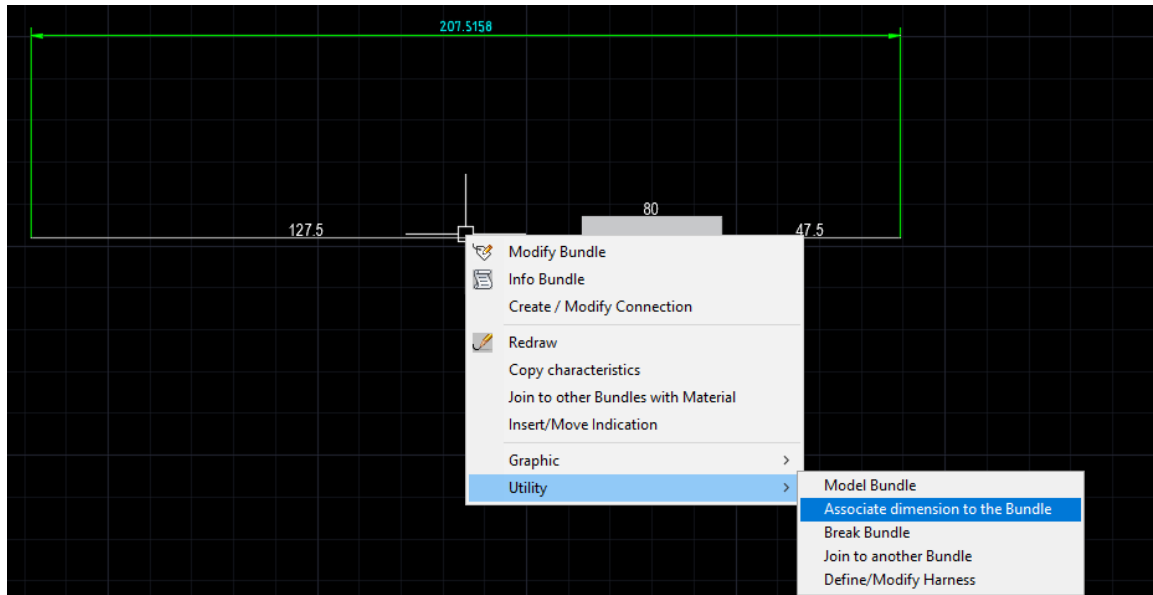 207.5158
80
127.5
47.5
Modify Bundle
Info Bundle
Create / Modify Connection
Redraw
Copy characteristics
Join to other Bundles with Material
Insert/Move Indication
Graphic
Utility
Model Bundle
Associate dimension to the Bundle
Break Bundle
Join to another Bundle
Define/Modify Harness